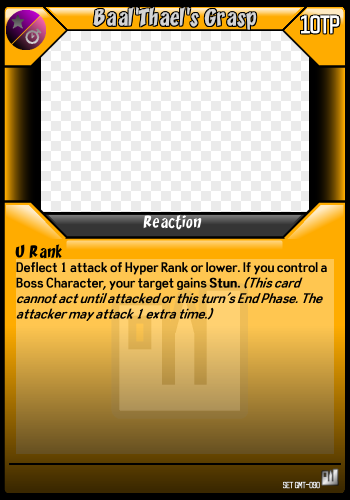 Baal'Thael's Grasp
10TP
Reaction
U Rank
Deflect 1 attack of Hyper Rank or lower. If you control a
Boss Character, your target gains Stun. (This card
cannot act until attacked or this turn's End Phase. The
attacker may attack 1 extra time.)
SET GMT-090